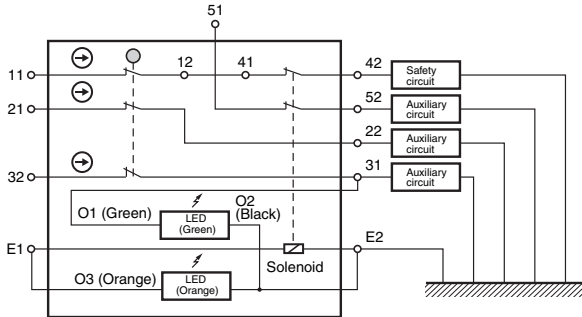 51
11
12
41
42
Safety
circuit
21
52
Auxiliary
circuit
22
Auxiliary
circuit
32
31
Auxiliary
circuit
O1 (Green)
LED
(Green)
O2
(Black)
E1
E2
Solenoid
O3 (Orange)
LED
(Orange)